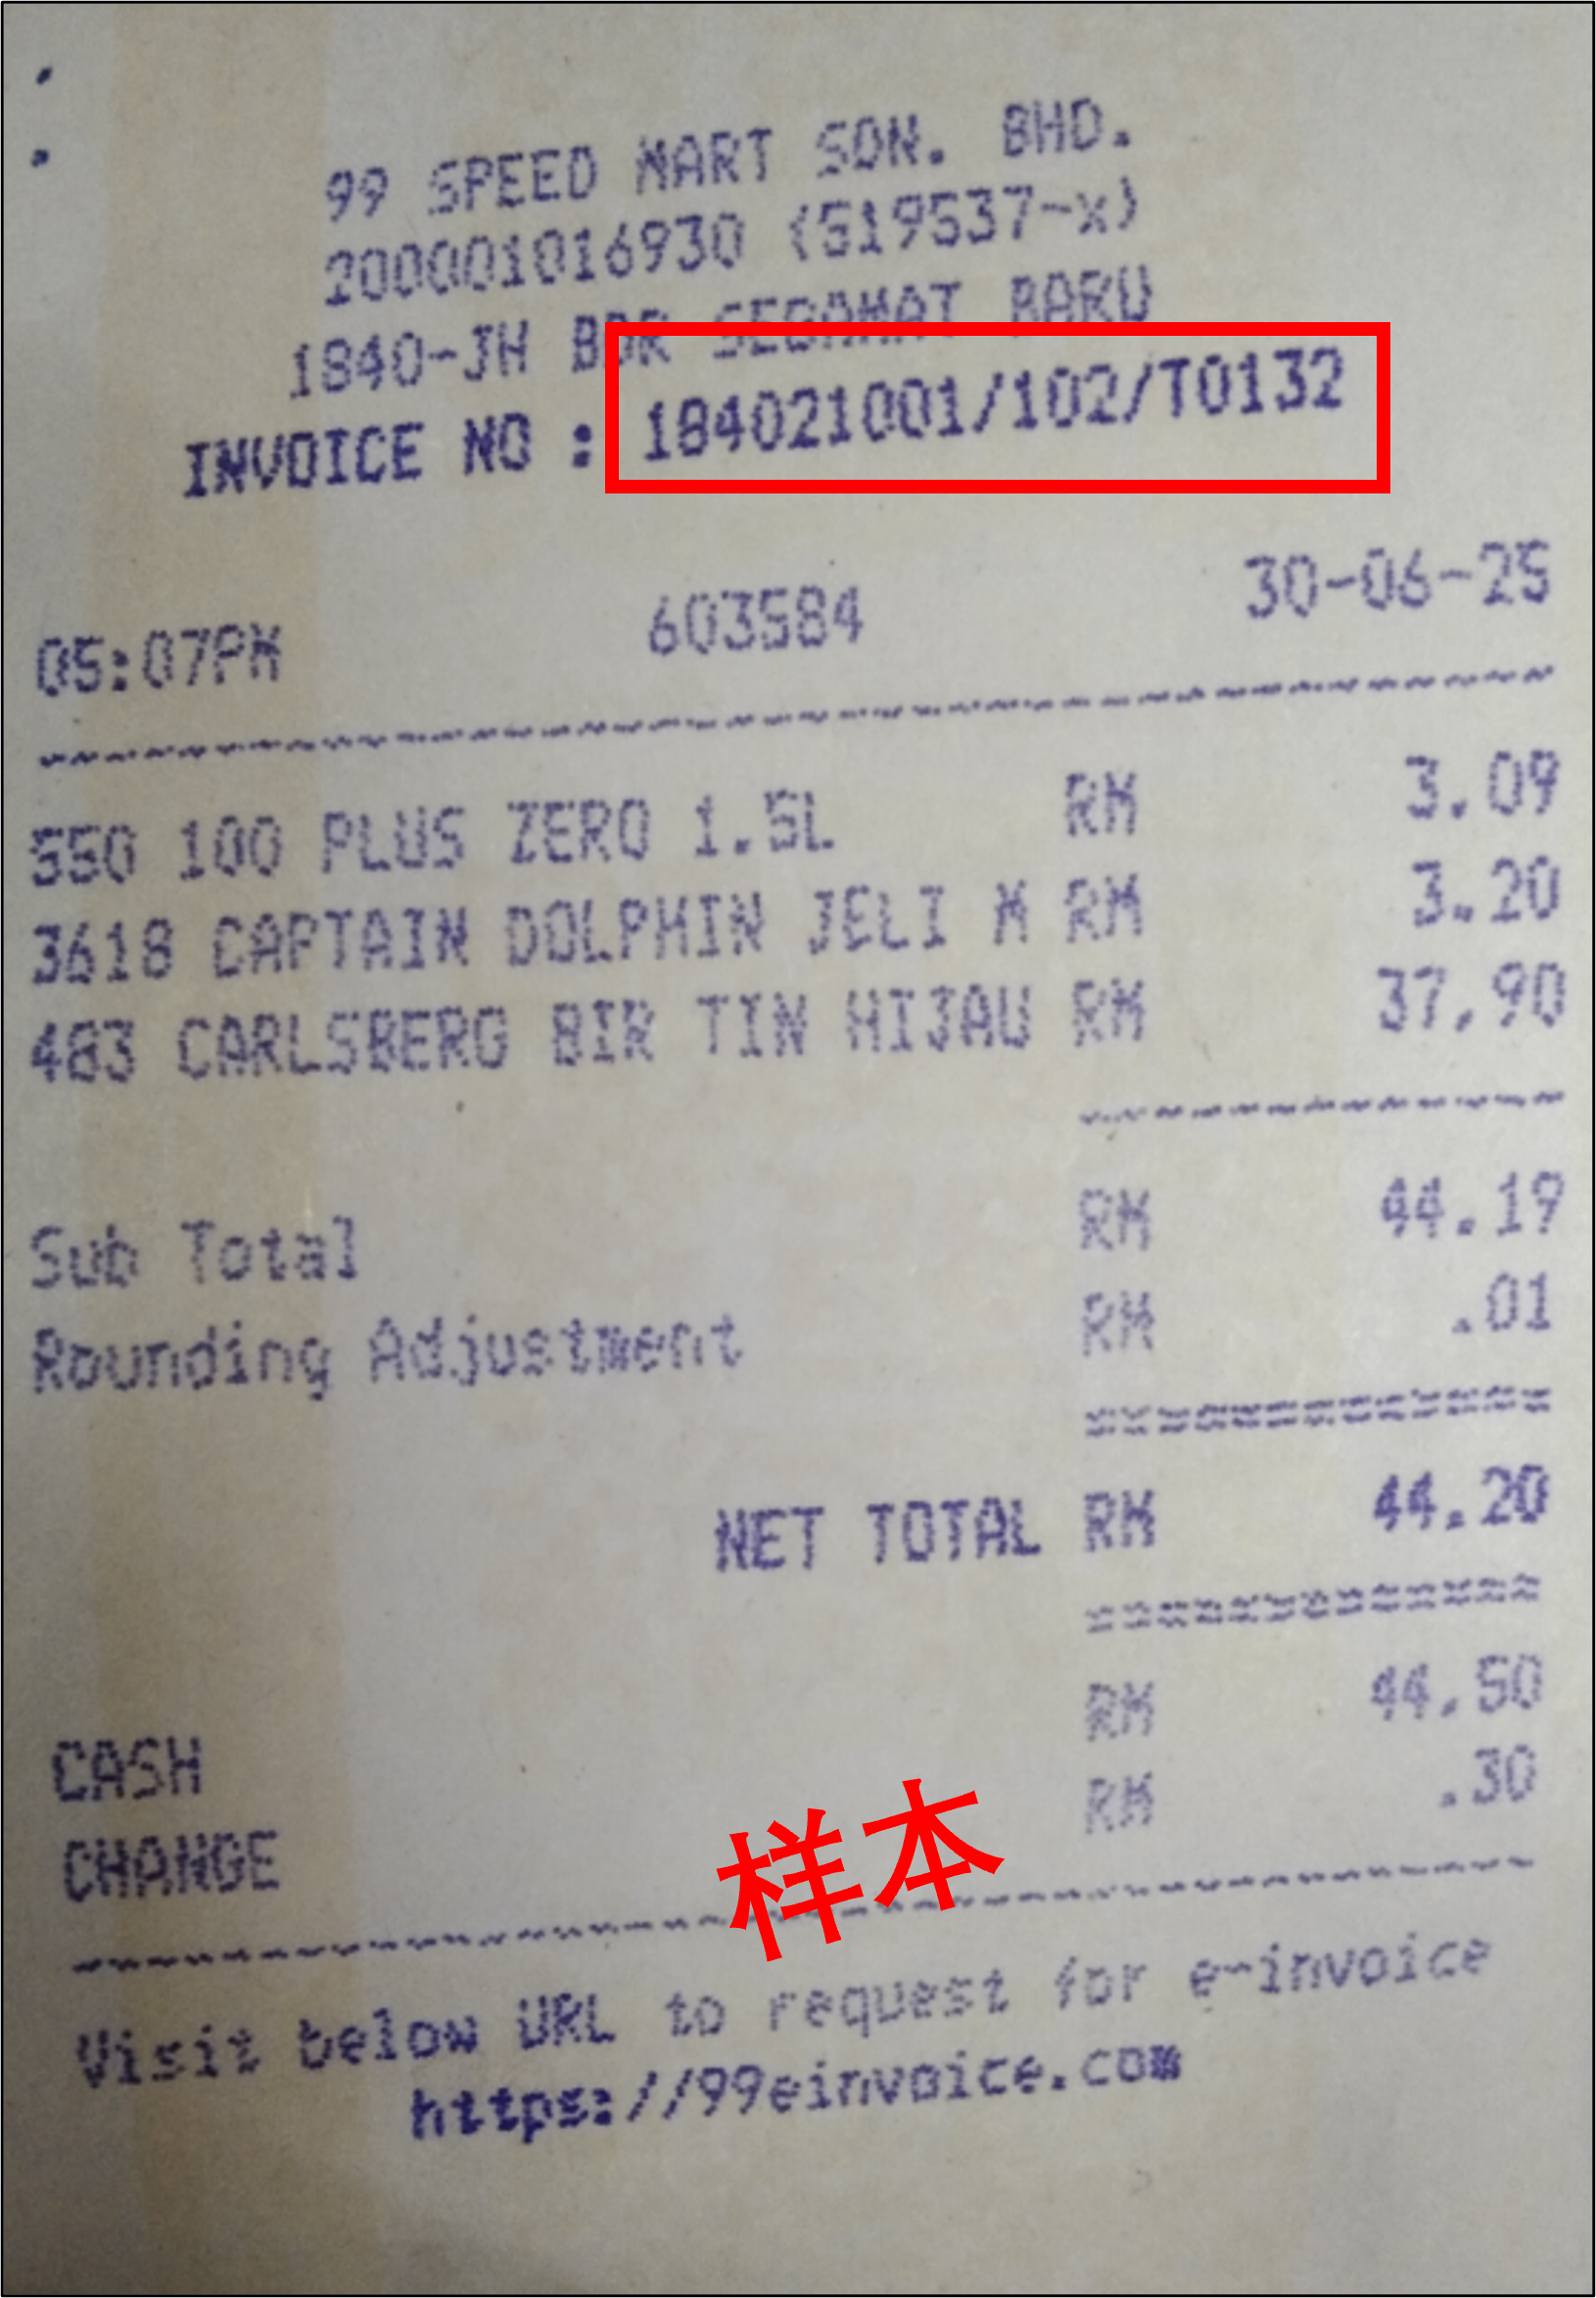 99 SPEED MART SDN. BHD.
200001016930 (519537-x)
1840-JH BDR SEGAMAT BARU
INVOICE NO : 184021001/102/T0132
05:07PM 603584 30-06-25
550 100 PLUS ZERO 1.5L RM 3.09
3618 CAPTAIN DOLPHIN JELI M RM 3.20
483 CARLSBERG BIR TIN HIJAU RM 37.90
Sub Total RM 44.19
Rounding Adjustment RM .01
NET TOTAL RM 44.20
CASH RM 44.50
CHANGE RM .30
样本
Visit below URL to request for e-invoice
https://99einvoice.com